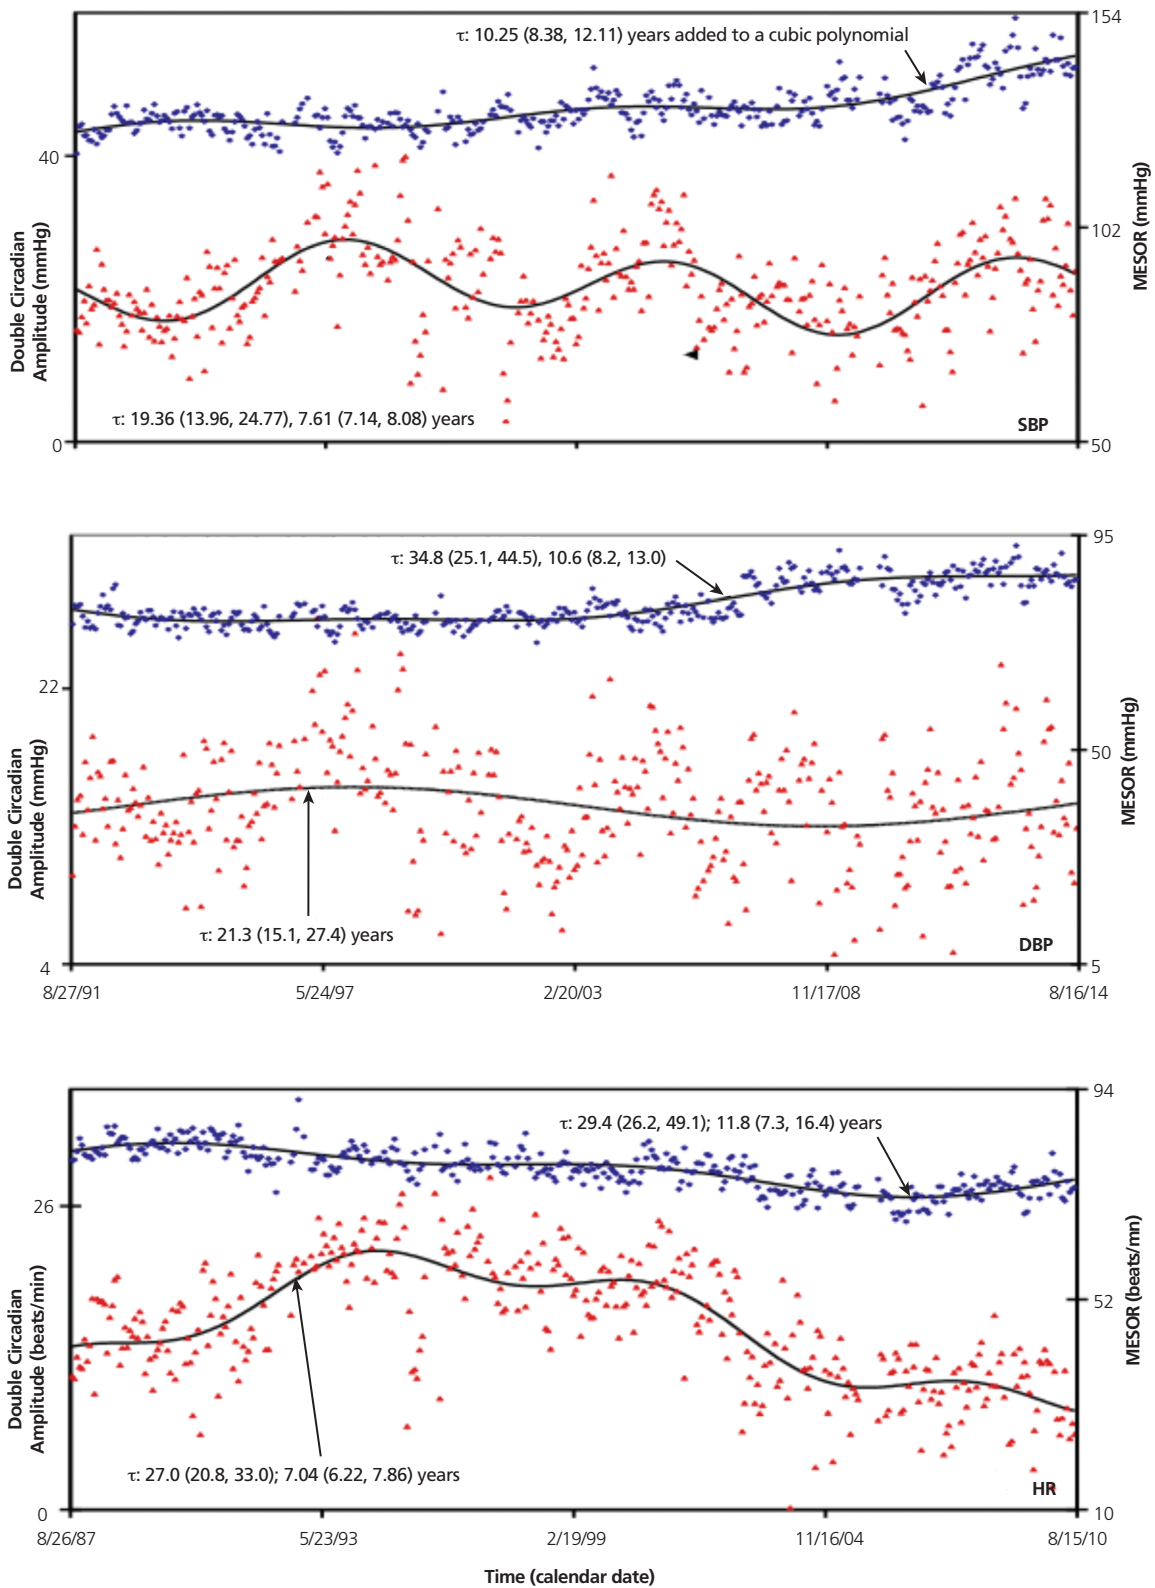 154
τ: 10.25 (8.38, 12.11) years added to a cubic polynomial
40
102
Double Circadian
Amplitude (mmHg)
MESOR (mmHg)
τ: 19.36 (13.96, 24.77), 7.61 (7.14, 8.08) years
SBP
0
50
95
τ: 34.8 (25.1, 44.5), 10.6 (8.2, 13.0)
22
50
Double Circadian
Amplitude (mmHg)
MESOR (mmHg)
τ: 21.3 (15.1, 27.4) years
DBP
4
5
8/27/91 5/24/97 2/20/03 11/17/08 8/16/14
94
τ: 29.4 (26.2, 49.1); 11.8 (7.3, 16.4) years
26
52
Double Circadian
Amplitude (beats/min)
MESOR (beats/mn)
τ: 27.0 (20.8, 33.0); 7.04 (6.22, 7.86) years
HR
0
10
8/26/87 5/23/93 2/19/99 11/16/04 8/15/10
Time (calendar date)